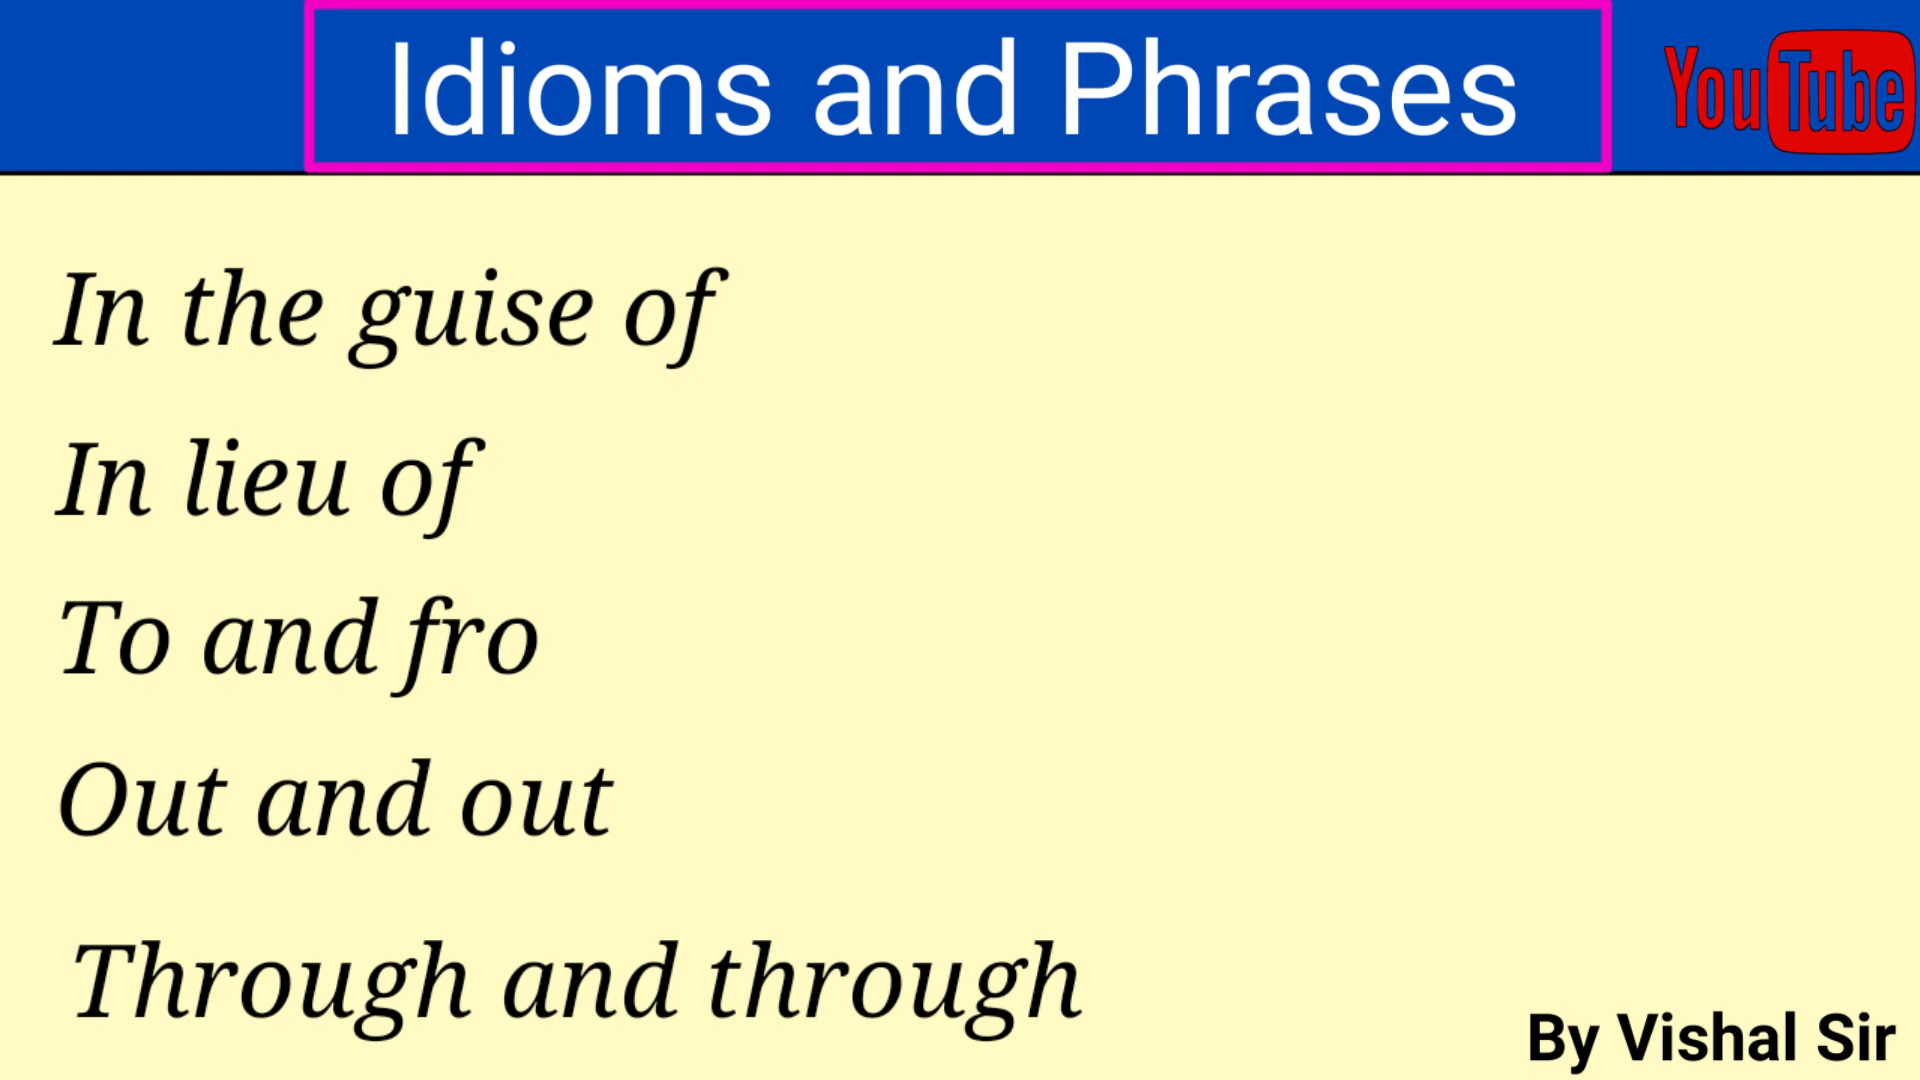 Idioms and Phrases
YouTube
In the guise of
In lieu of
To and fro
Out and out
Through and through
By Vishal Sir